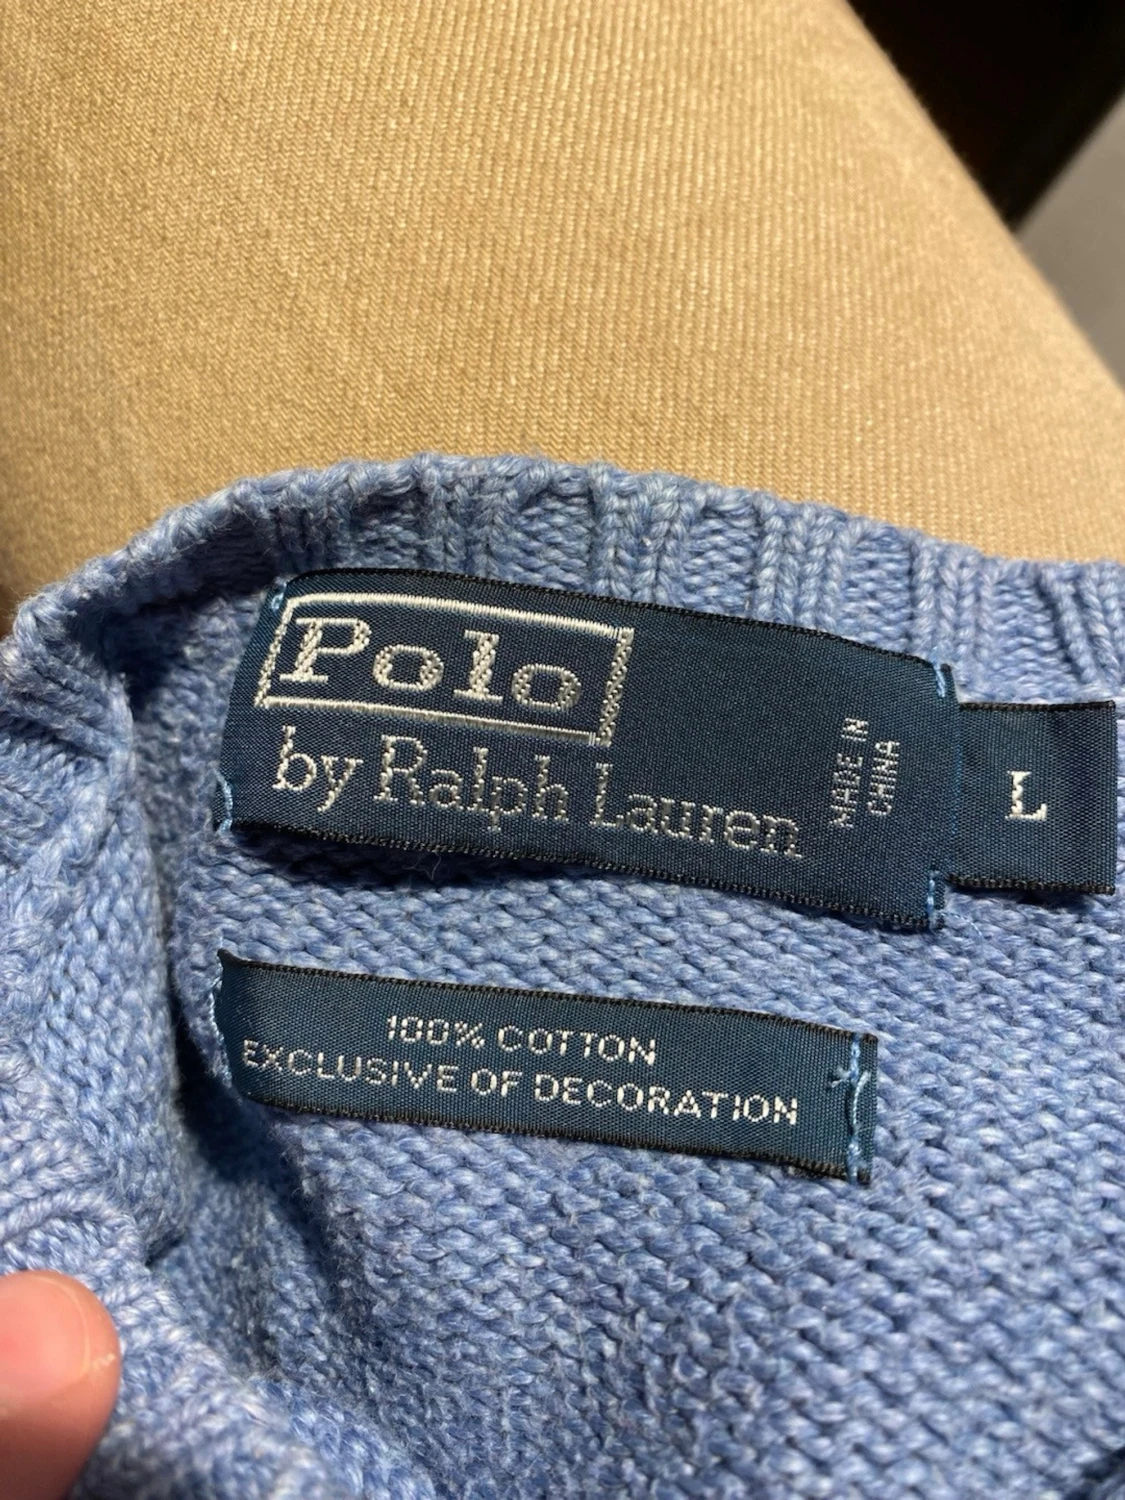 Polo
by Ralph Lauren
MADE IN
CHINA
L
100% COTTON
EXCLUSIVE OF DECORATION